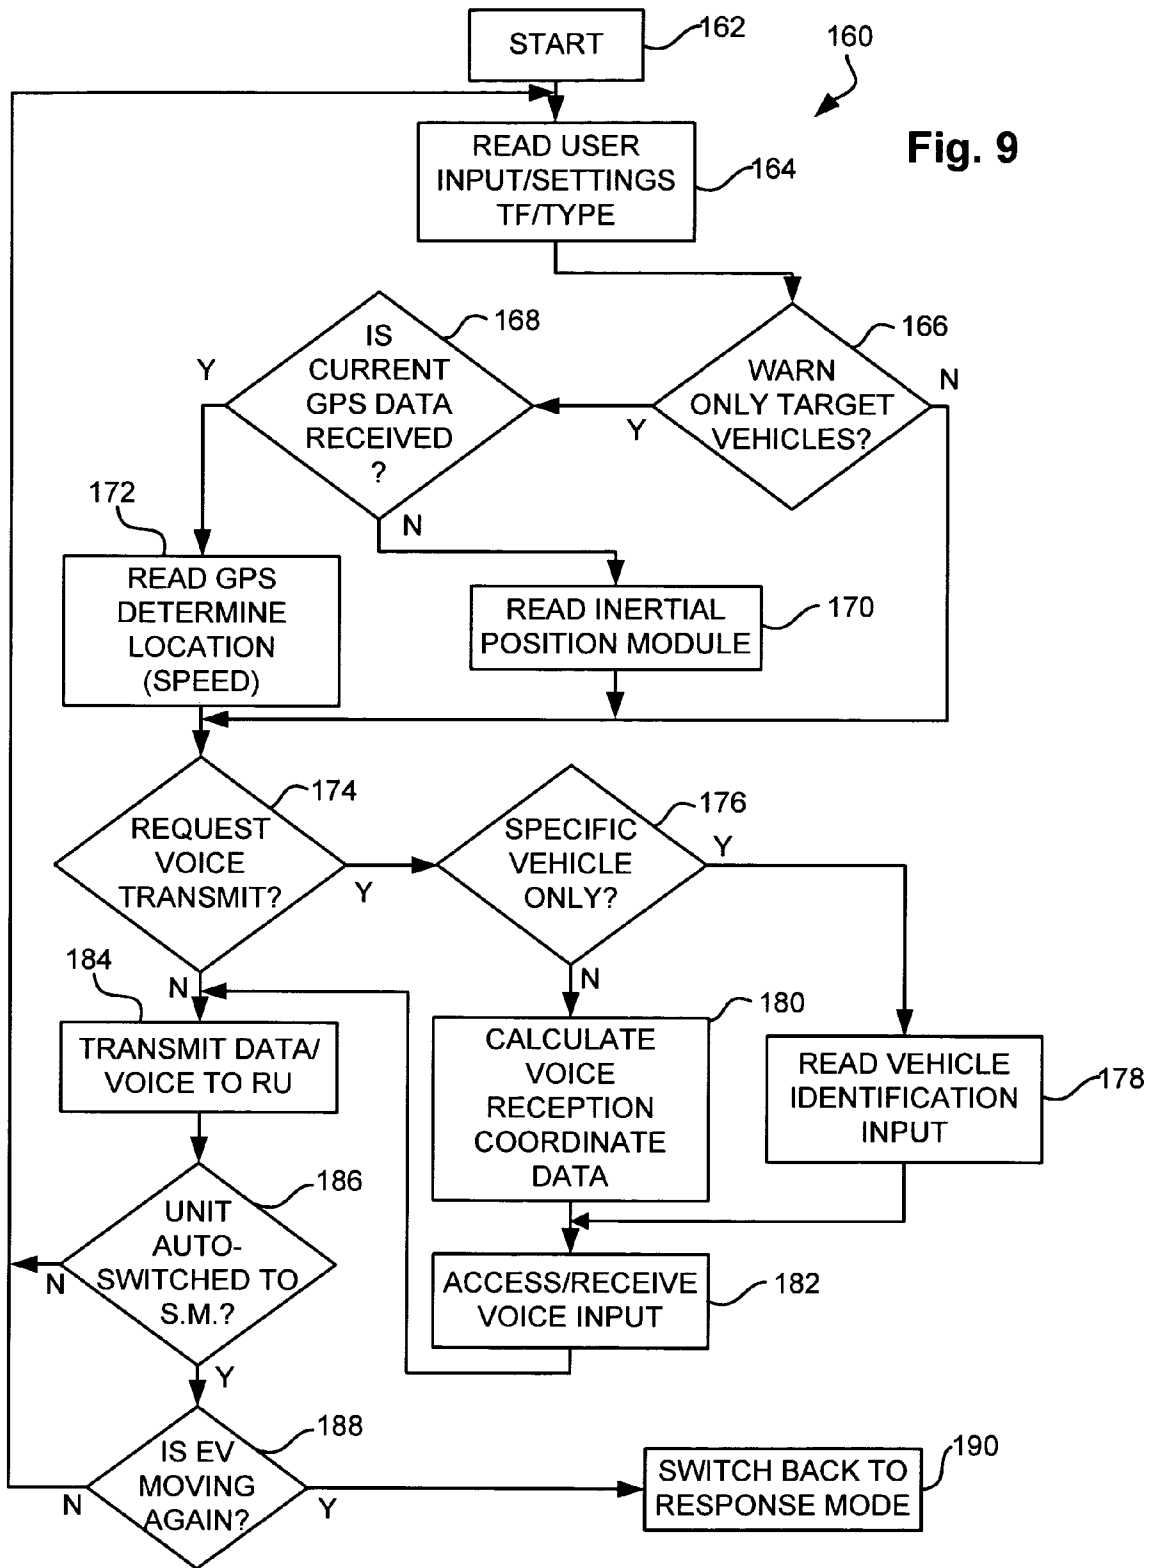 START
162
160
Fig. 9
READ USER
INPUT/SETTINGS
TF/TYPE
164
IS
CURRENT
GPS DATA
RECEIVED
?
168
Y
N
WARN
ONLY TARGET
VEHICLES?
166
N
Y
172
READ GPS
DETERMINE
LOCATION
(SPEED)
READ INERTIAL
POSITION MODULE
170
REQUEST
VOICE
TRANSMIT?
174
Y
N
SPECIFIC
VEHICLE
ONLY?
176
Y
N
184
TRANSMIT DATA/
VOICE TO RU
CALCULATE
VOICE
RECEPTION
COORDINATE
DATA
180
READ VEHICLE
IDENTIFICATION
INPUT
178
UNIT
AUTO-
SWITCHED TO
S.M.?
186
N
Y
ACCESS/RECEIVE
VOICE INPUT
182
IS EV
MOVING
AGAIN?
188
N
Y
SWITCH BACK TO
RESPONSE MODE
190